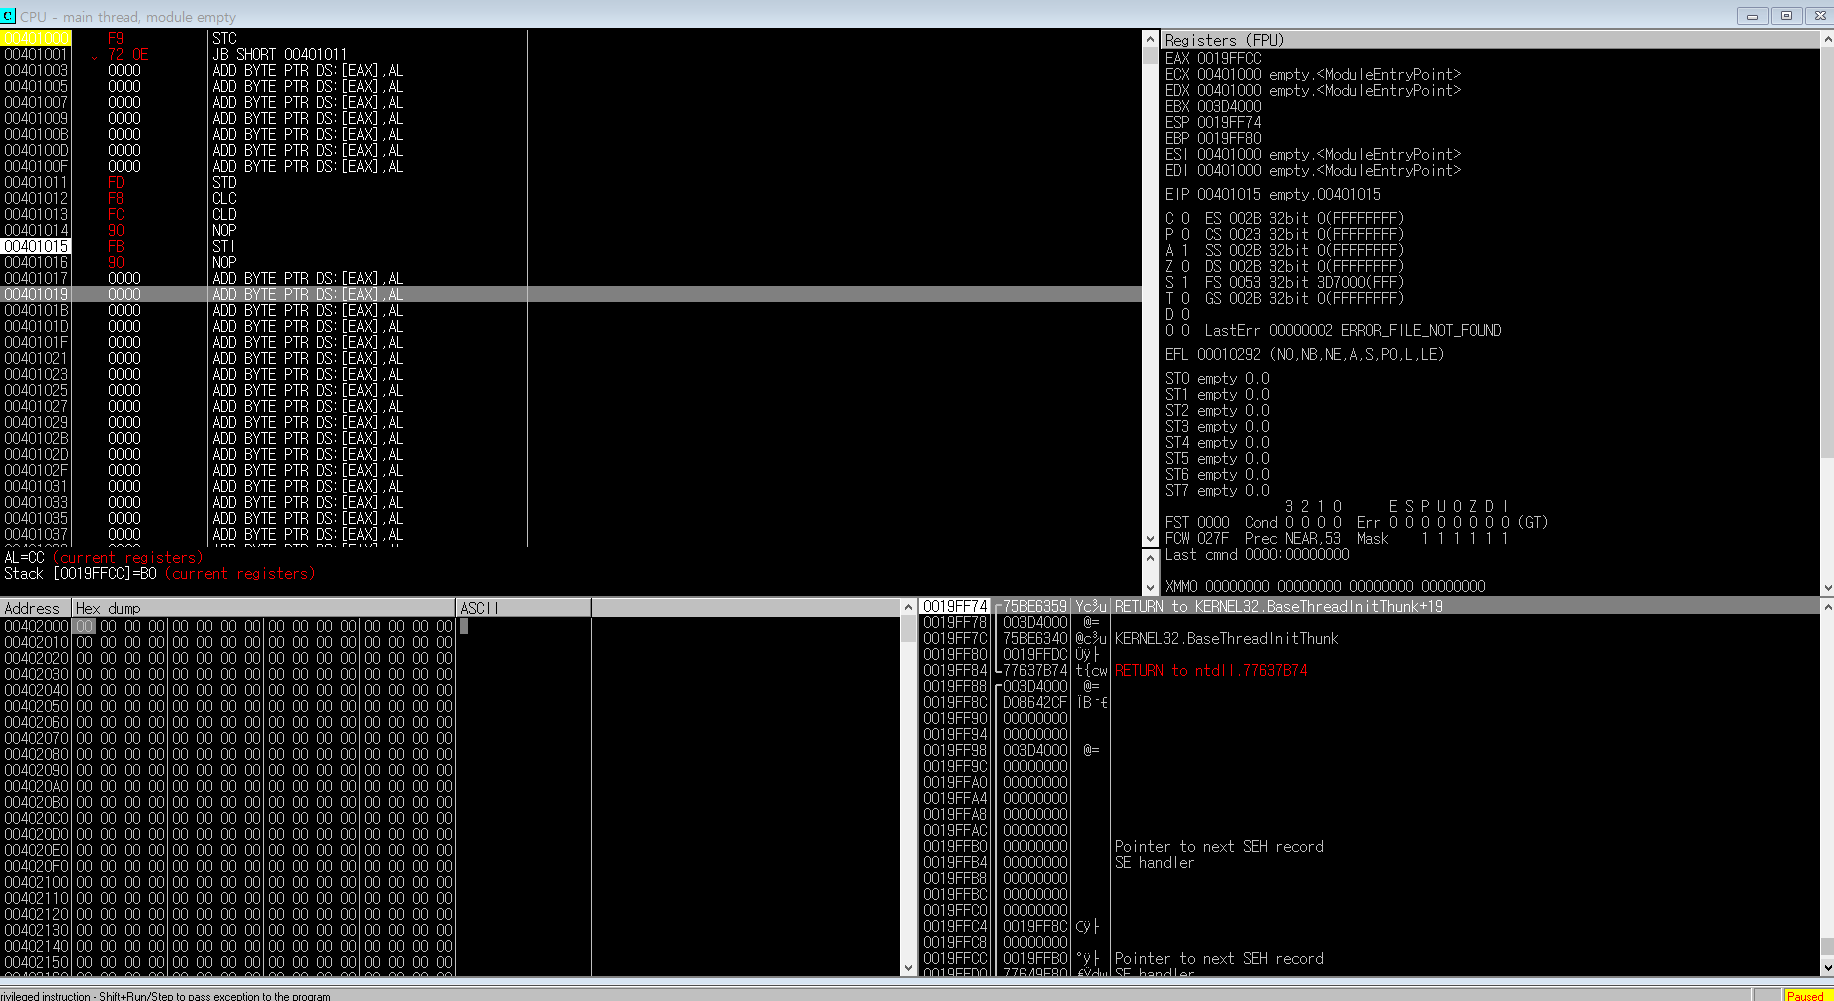 C CPU - main thread, module empty
00401000 F9 STC
00401001 72 0E JB SHORT 00401011
00401003 0000 ADD BYTE PTR DS:[EAX],AL
00401005 0000 ADD BYTE PTR DS:[EAX],AL
00401007 0000 ADD BYTE PTR DS:[EAX],AL
00401009 0000 ADD BYTE PTR DS:[EAX],AL
0040100B 0000 ADD BYTE PTR DS:[EAX],AL
0040100D 0000 ADD BYTE PTR DS:[EAX],AL
0040100F 0000 ADD BYTE PTR DS:[EAX],AL
00401011 FD STD
00401012 F8 CLC
00401013 FC CLD
00401014 90 NOP
00401015 FB STI
00401016 90 NOP
00401017 0000 ADD BYTE PTR DS:[EAX],AL
00401019 0000 ADD BYTE PTR DS:[EAX],AL
0040101B 0000 ADD BYTE PTR DS:[EAX],AL
0040101D 0000 ADD BYTE PTR DS:[EAX],AL
0040101F 0000 ADD BYTE PTR DS:[EAX],AL
00401021 0000 ADD BYTE PTR DS:[EAX],AL
00401023 0000 ADD BYTE PTR DS:[EAX],AL
00401025 0000 ADD BYTE PTR DS:[EAX],AL
00401027 0000 ADD BYTE PTR DS:[EAX],AL
00401029 0000 ADD BYTE PTR DS:[EAX],AL
0040102B 0000 ADD BYTE PTR DS:[EAX],AL
0040102D 0000 ADD BYTE PTR DS:[EAX],AL
0040102F 0000 ADD BYTE PTR DS:[EAX],AL
00401031 0000 ADD BYTE PTR DS:[EAX],AL
00401033 0000 ADD BYTE PTR DS:[EAX],AL
00401035 0000 ADD BYTE PTR DS:[EAX],AL
00401037 0000 ADD BYTE PTR DS:[EAX],AL
AL=CC (current registers)
Stack [0019FFCC]=B0 (current registers)
Registers (FPU)
EAX 0019FFCC
ECX 00401000 empty.<ModuleEntryPoint>
EDX 00401000 empty.<ModuleEntryPoint>
EBX 003D4000
ESP 0019FF74
EBP 0019FF80
ESI 00401000 empty.<ModuleEntryPoint>
EDI 00401000 empty.<ModuleEntryPoint>
EIP 00401015 empty.00401015
C 0 ES 002B 32bit 0(FFFFFFFF)
P 0 CS 0023 32bit 0(FFFFFFFF)
A 1 SS 002B 32bit 0(FFFFFFFF)
Z 0 DS 002B 32bit 0(FFFFFFFF)
S 1 FS 0053 32bit 3D7000(FFF)
T 0 GS 002B 32bit 0(FFFFFFFF)
D 0
O 0 LastErr 00000002 ERROR_FILE_NOT_FOUND
EFL 00010292 (NO,NB,NE,A,S,PO,L,LE)
ST0 empty 0.0
ST1 empty 0.0
ST2 empty 0.0
ST3 empty 0.0
ST4 empty 0.0
ST5 empty 0.0
ST6 empty 0.0
ST7 empty 0.0
3 2 1 0 E S P U O Z D I
FST 0000 Cond 0 0 0 0 Err 0 0 0 0 0 0 0 0 (GT)
FCW 027F Prec NEAR,53 Mask 1 1 1 1 1 1
Last cmnd 0000:00000000
XMM0 00000000 00000000 00000000 00000000
Address Hex dump ASCII
00402000 00 00 00 00 00 00 00 00 00 00 00 00 00 00 00 00
00402010 00 00 00 00 00 00 00 00 00 00 00 00 00 00 00 00
00402020 00 00 00 00 00 00 00 00 00 00 00 00 00 00 00 00
00402030 00 00 00 00 00 00 00 00 00 00 00 00 00 00 00 00
00402040 00 00 00 00 00 00 00 00 00 00 00 00 00 00 00 00
00402050 00 00 00 00 00 00 00 00 00 00 00 00 00 00 00 00
00402060 00 00 00 00 00 00 00 00 00 00 00 00 00 00 00 00
00402070 00 00 00 00 00 00 00 00 00 00 00 00 00 00 00 00
00402080 00 00 00 00 00 00 00 00 00 00 00 00 00 00 00 00
00402090 00 00 00 00 00 00 00 00 00 00 00 00 00 00 00 00
004020A0 00 00 00 00 00 00 00 00 00 00 00 00 00 00 00 00
004020B0 00 00 00 00 00 00 00 00 00 00 00 00 00 00 00 00
004020C0 00 00 00 00 00 00 00 00 00 00 00 00 00 00 00 00
004020D0 00 00 00 00 00 00 00 00 00 00 00 00 00 00 00 00
004020E0 00 00 00 00 00 00 00 00 00 00 00 00 00 00 00 00
004020F0 00 00 00 00 00 00 00 00 00 00 00 00 00 00 00 00
00402100 00 00 00 00 00 00 00 00 00 00 00 00 00 00 00 00
00402110 00 00 00 00 00 00 00 00 00 00 00 00 00 00 00 00
00402120 00 00 00 00 00 00 00 00 00 00 00 00 00 00 00 00
00402130 00 00 00 00 00 00 00 00 00 00 00 00 00 00 00 00
00402140 00 00 00 00 00 00 00 00 00 00 00 00 00 00 00 00
00402150 00 00 00 00 00 00 00 00 00 00 00 00 00 00 00 00
0019FF74 75BE6359 Yc¾u RETURN to KERNEL32.BaseThreadInitThunk+19
0019FF78 003D4000 @=
0019FF7C 75BE6340 @c¾u KERNEL32.BaseThreadInitThunk
0019FF80 0019FFDC Üÿ
0019FF84 77637B74 t{cw RETURN to ntdll.77637B74
0019FF88 003D4000 @=
0019FF8C D08642CF ÏB
0019FF90 00000000
0019FF94 00000000
0019FF98 003D4000 @=
0019FF9C 00000000
0019FFA0 00000000
0019FFA4 00000000
0019FFA8 00000000
0019FFAC 00000000
0019FFB0 00000000 Pointer to next SEH record
0019FFB4 00000000 SE handler
0019FFB8 00000000
0019FFBC 00000000
0019FFC0 00000000
0019FFC4 0019FF8C ÿ
0019FFC8 00000000
0019FFCC 0019FFB0 °ÿ Pointer to next SEH record
0019FFD0 77649F80 SE handler
rivileged instruction - Shift+Run/Step to pass exception to the program
Paused